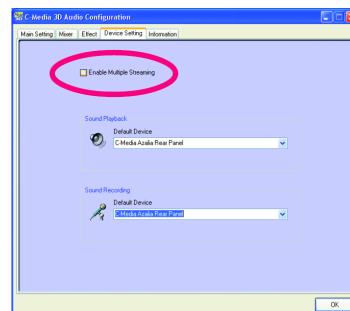 C-Media 3D Audio Configuration
Main Setting Mixer Effect Device Setting Information
Enable Multiple Streaming
Sound Playback
Default Device
C-Media Azalia Rear Panel
Sound Recording
Default Device
C-Media Azalia Rear Panel
OK